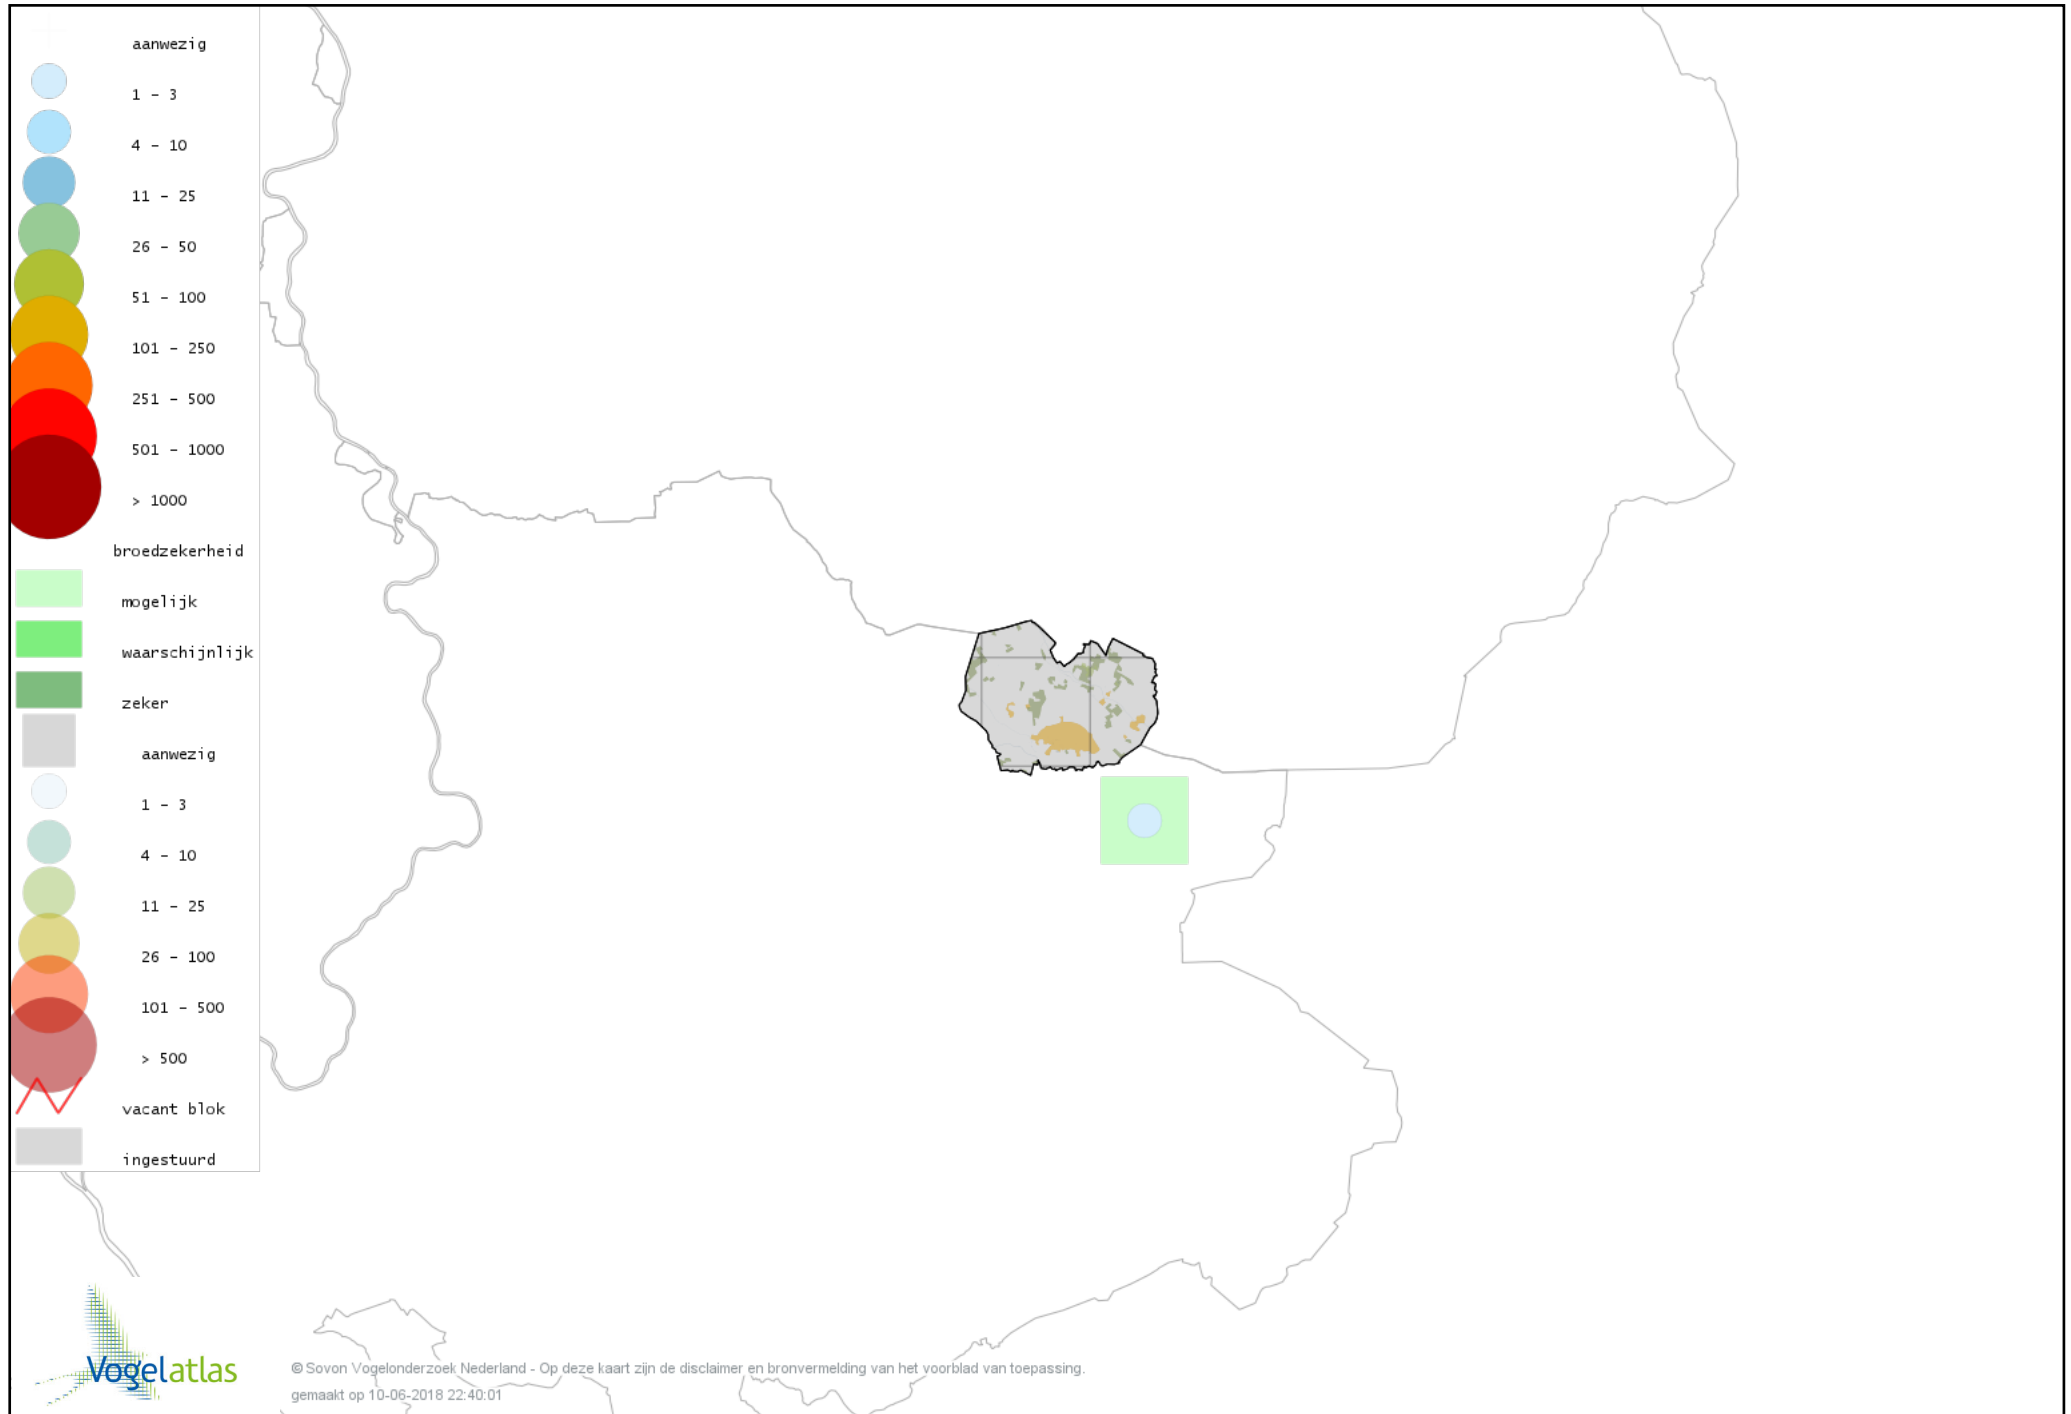 aanwezig
1 - 3
4 - 10
11 - 25
26 - 50
51 - 100
101 - 250
251 - 500
501 - 1000
> 1000
broedzekerheid
mogelijk
waarschijnlijk
zeker
aanwezig
1 - 3
4 - 10
11 - 25
26 - 100
101 - 500
> 500
vacant blok
ingestuurd
Vogelatlas
© Sovon Vogelonderzoek Nederland - Op deze kaart zijn de disclaimer en bronvermelding van het voorblad van toepassing.
gemaakt op 10-06-2018 22:40:01